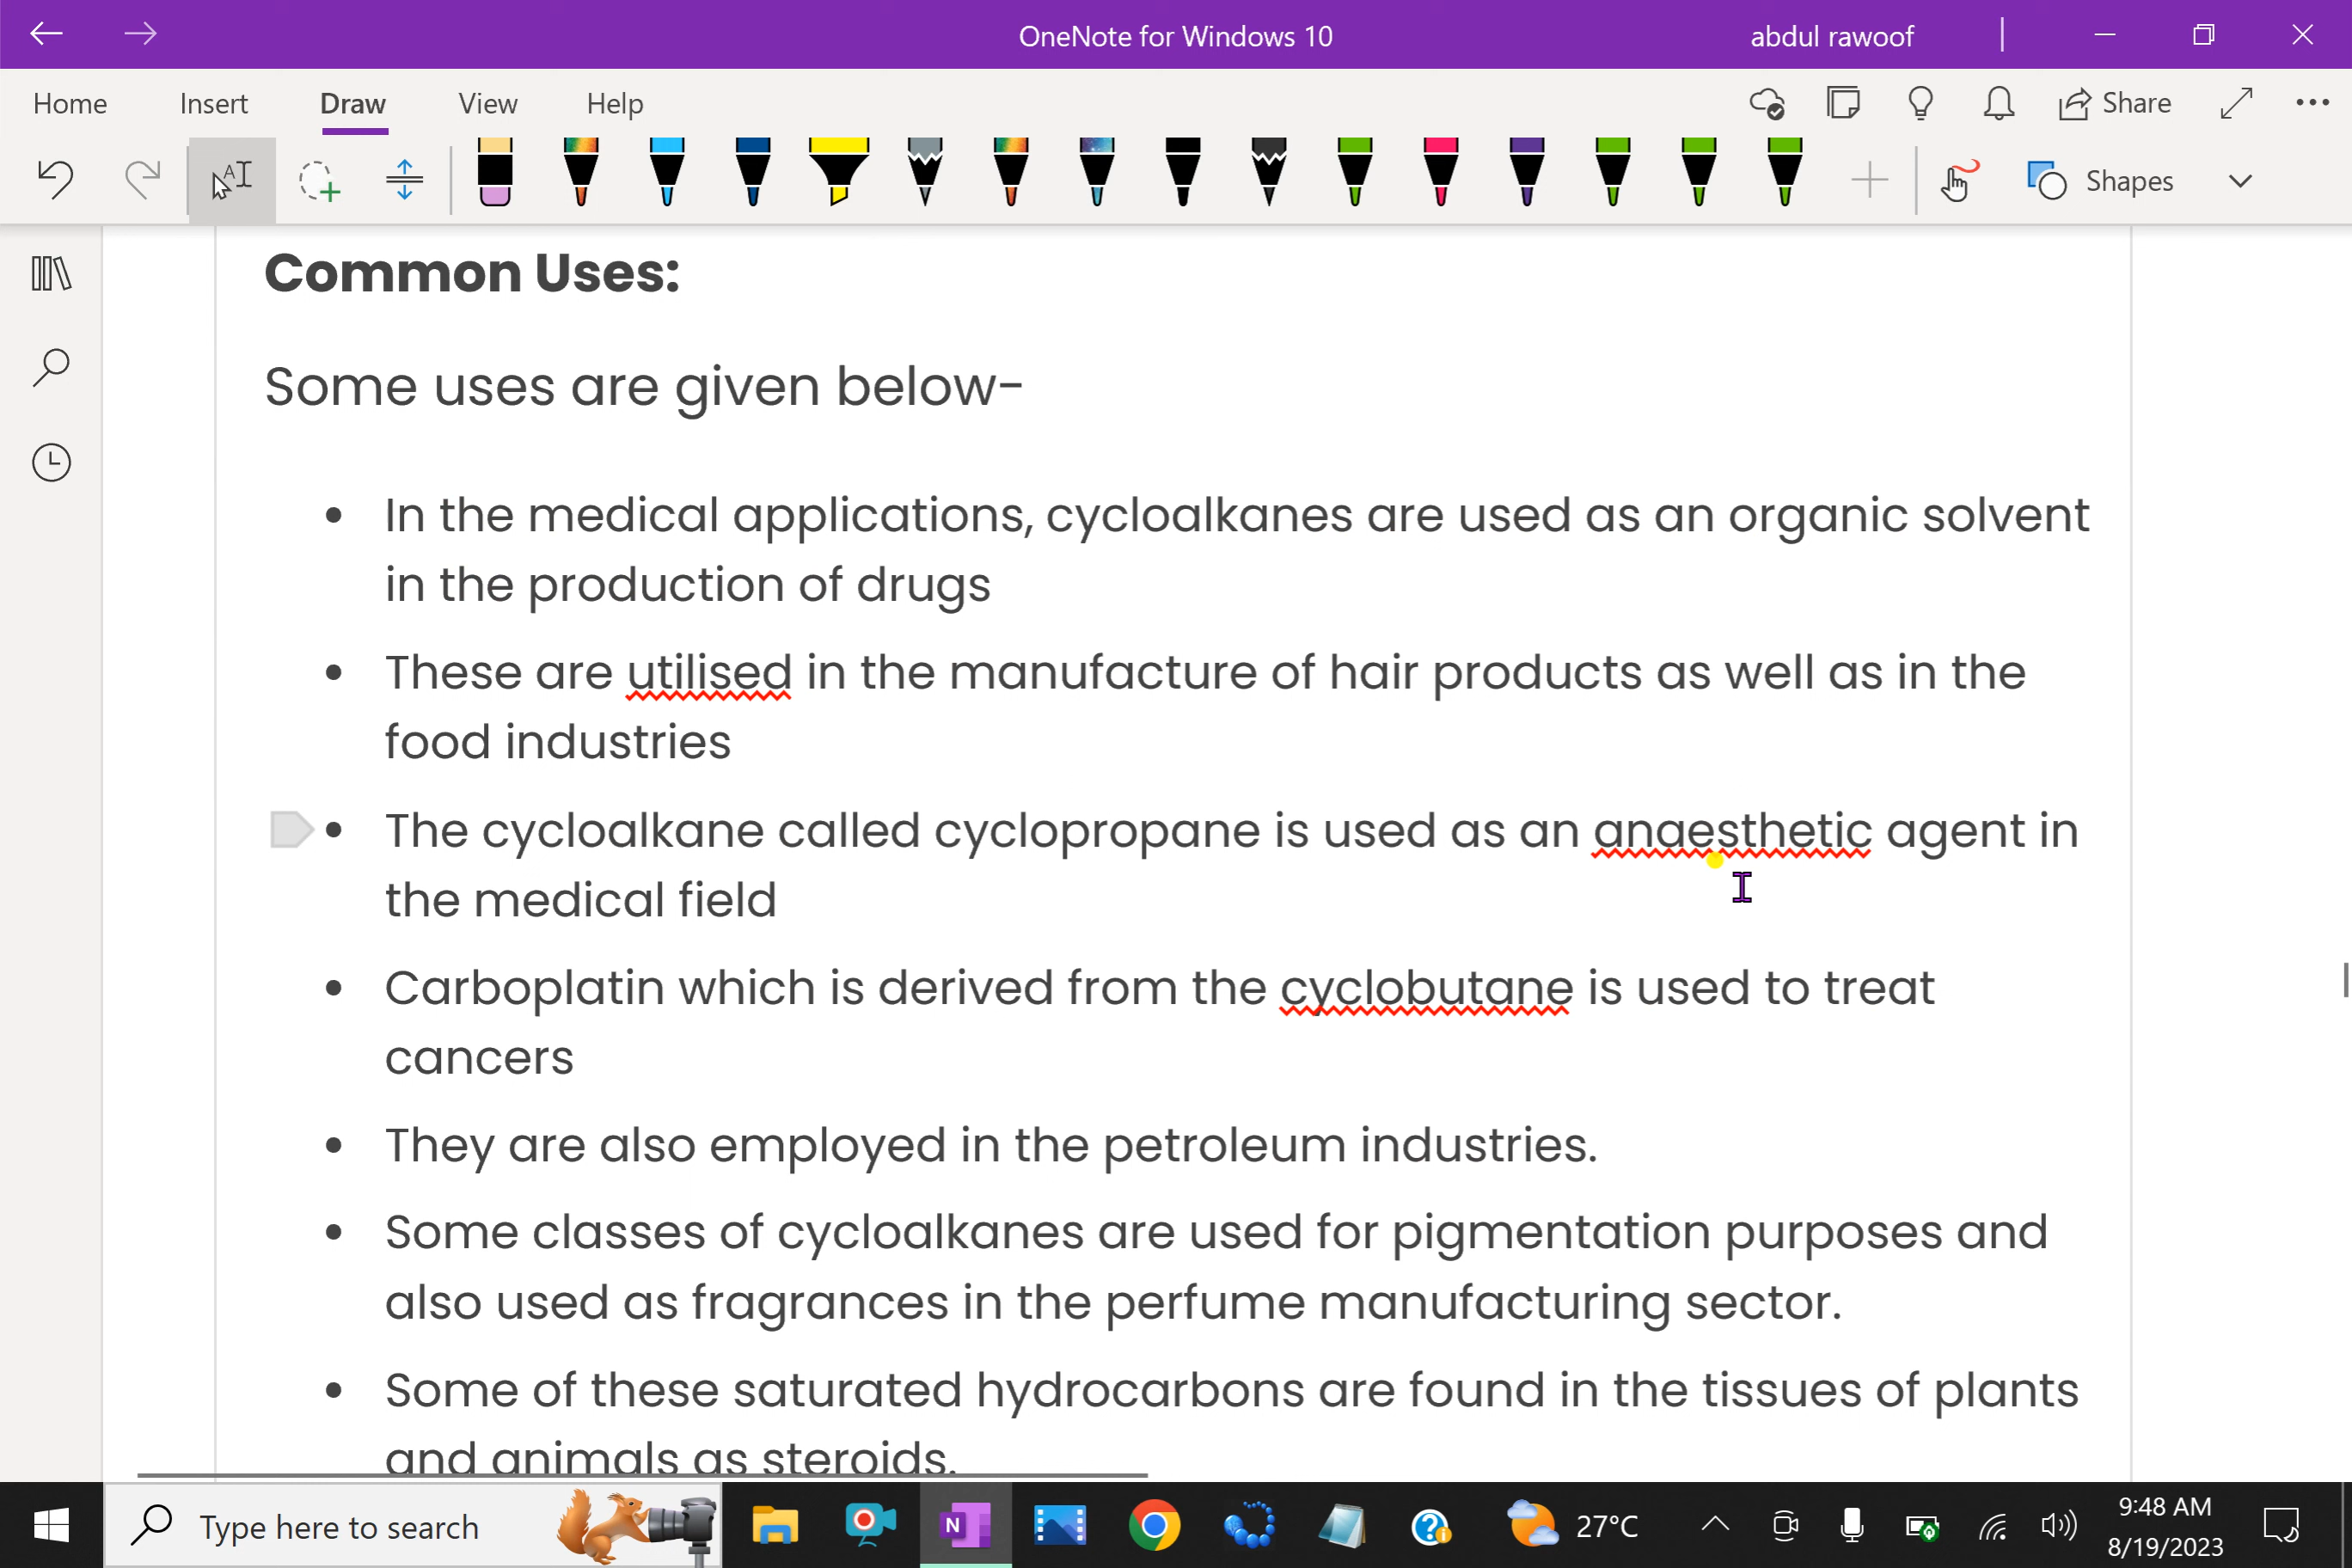 OneNote for Windows 10
abdul rawoof
Home Insert Draw View Help
Share
Shapes
Common Uses:
Some uses are given below-
• In the medical applications, cycloalkanes are used as an organic solvent
in the production of drugs
• These are utilised in the manufacture of hair products as well as in the
food industries
• The cycloalkane called cyclopropane is used as an anaesthetic agent in
the medical field
• Carboplatin which is derived from the cyclobutane is used to treat
cancers
• They are also employed in the petroleum industries.
• Some classes of cycloalkanes are used for pigmentation purposes and
also used as fragrances in the perfume manufacturing sector.
• Some of these saturated hydrocarbons are found in the tissues of plants
and animals as steroids.
Type here to search
27°C
9:48 AM
8/19/2023